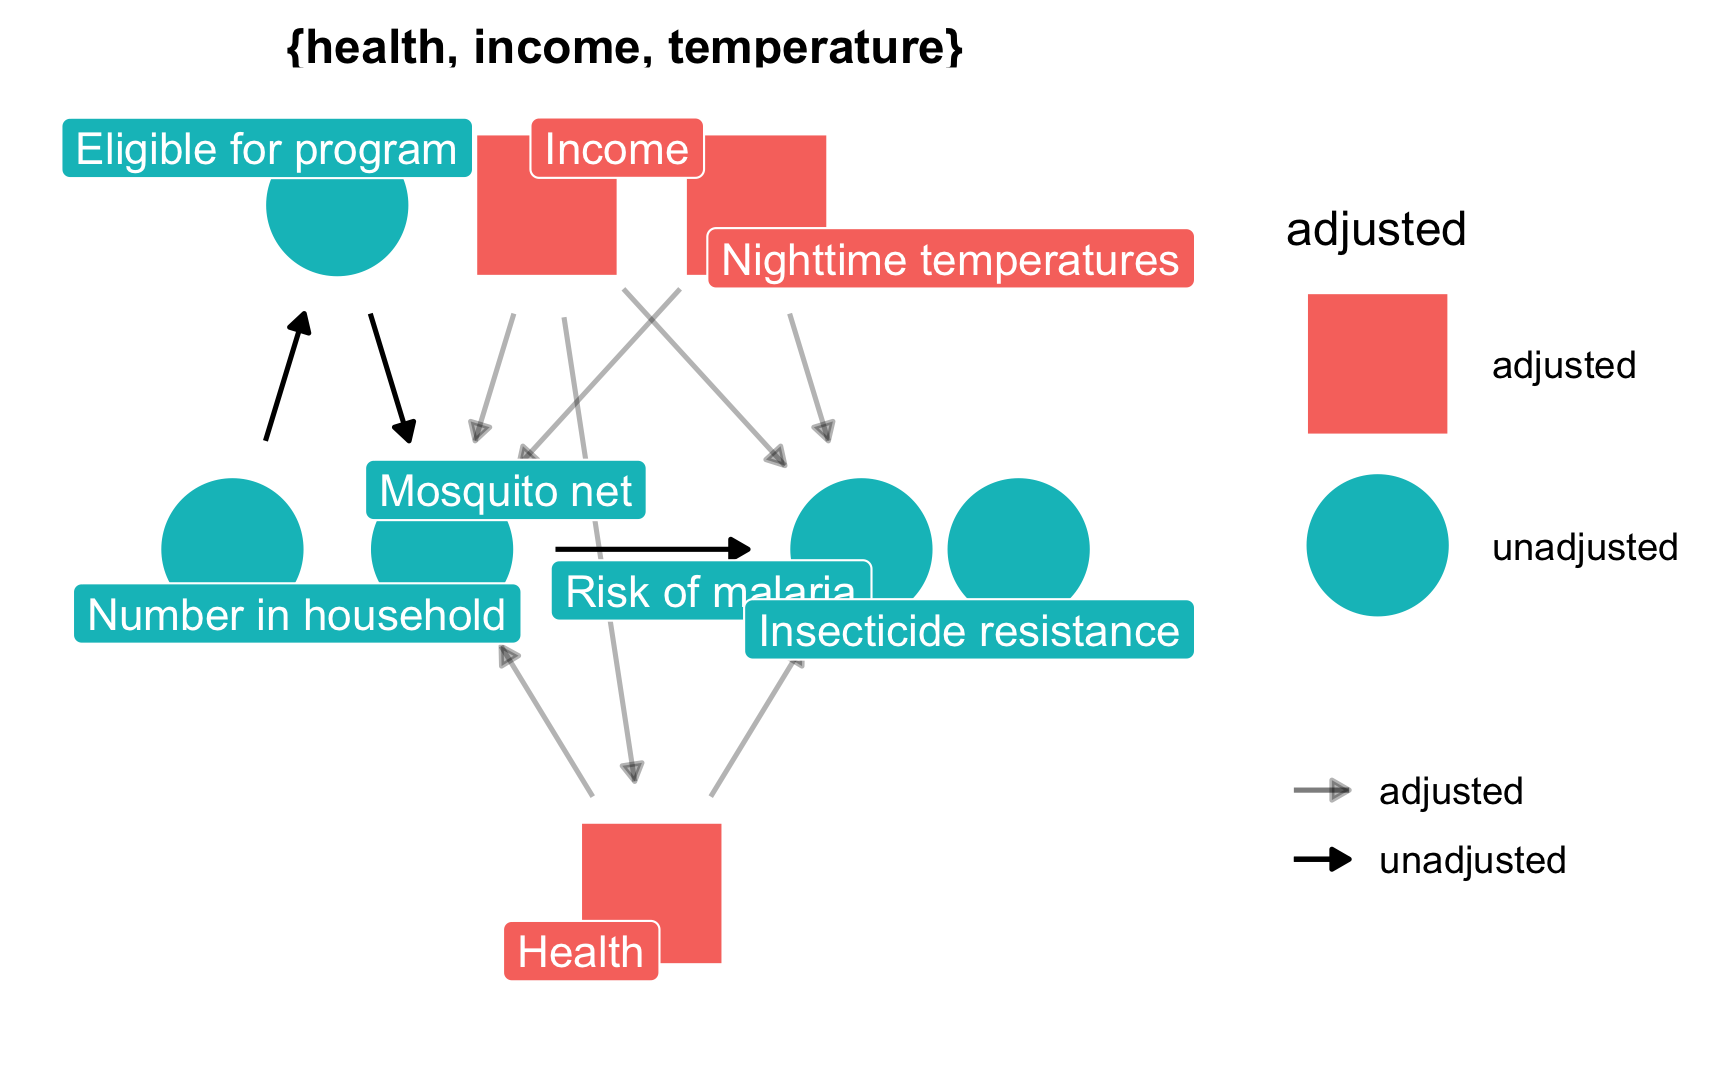 {health, income, temperature}
Eligible for program
Income
Nighttime temperatures
Mosquito net
Risk of malaria
Number in household
Insecticide resistance
Health
adjusted
adjusted
unadjusted
adjusted
unadjusted